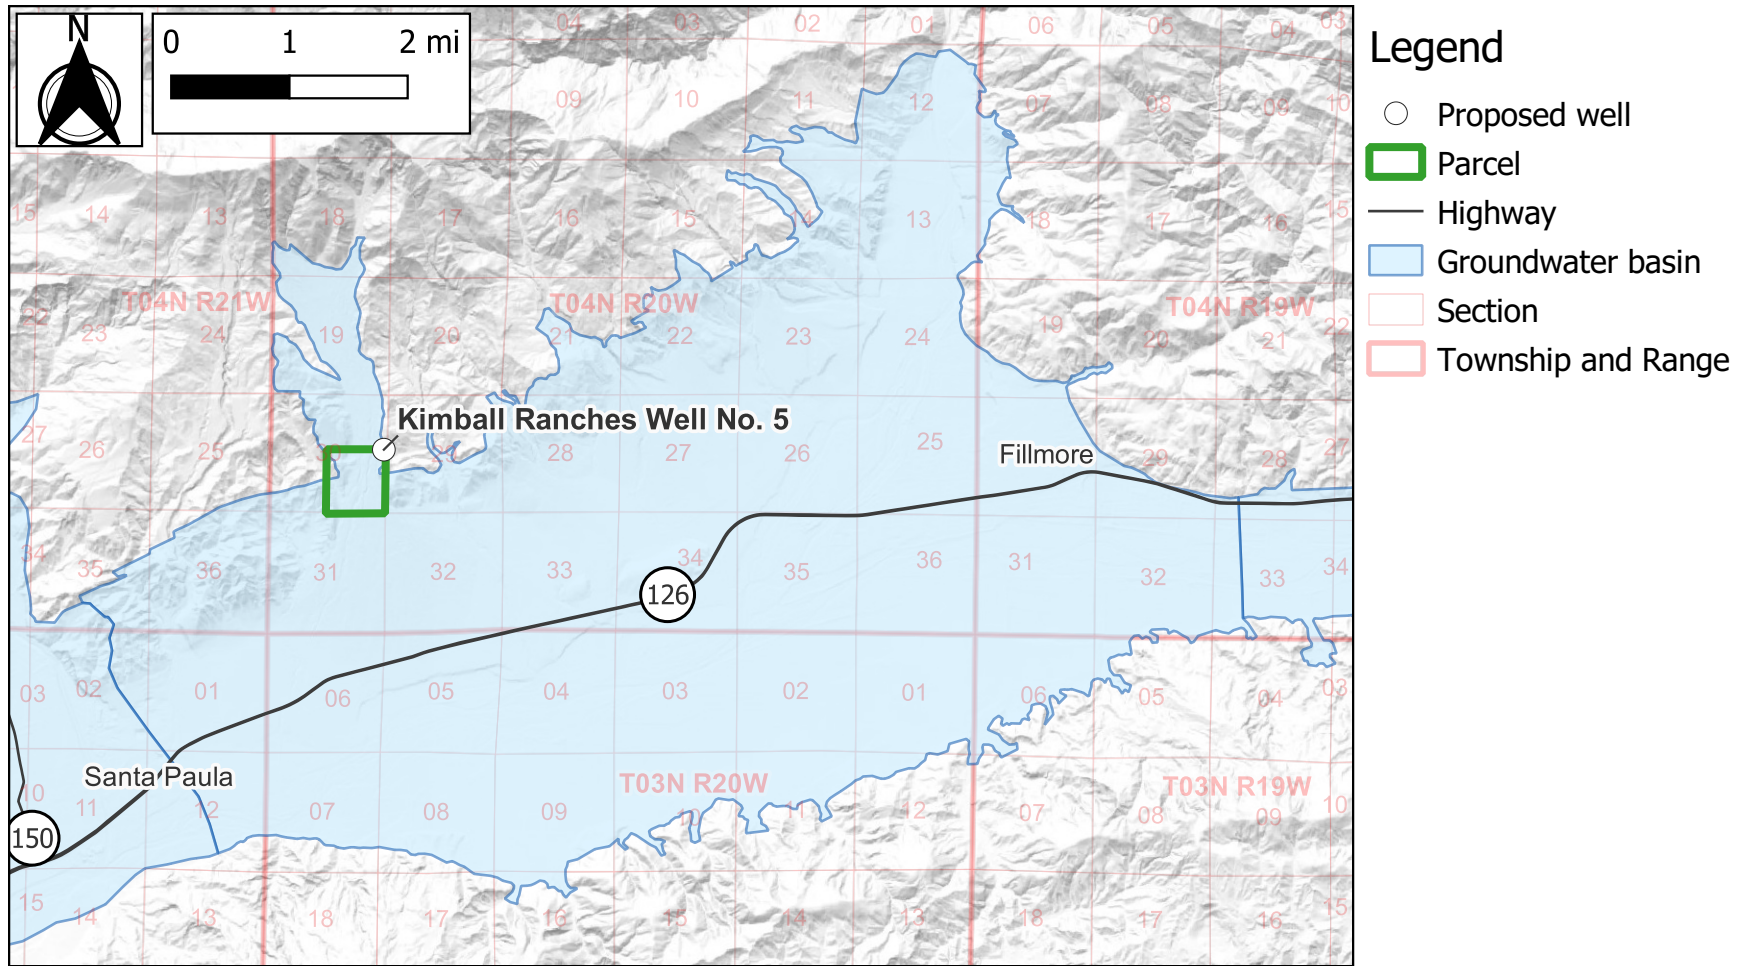 N
0 1 2 mi
04 03 02 01 06 05 04 03
09 10 11 12 07 08 09 10
15 14 13 18 17 16 15 14 13 18 17 16 15
T04N R21W T04N R20W T04N R19W
22 23 24 19 20 21 22 23 24 19 20 21 22
Kimball Ranches Well No. 5
27 26 25 30 29 28 27 26 25 29 28 27
Fillmore
34 35 36 31 32 33 34 35 36 31 32 33 34
126
03 02 01 06 05 04 03 02 01 06 05 04 03
Santa Paula
T03N R20W T03N R19W
10 11 12 07 08 09 10 11 12 07 09 10
150
15 14 13 18 17 16 15 14 13 18 17 16 15
Legend
Proposed well
Parcel
Highway
Groundwater basin
Section
Township and Range